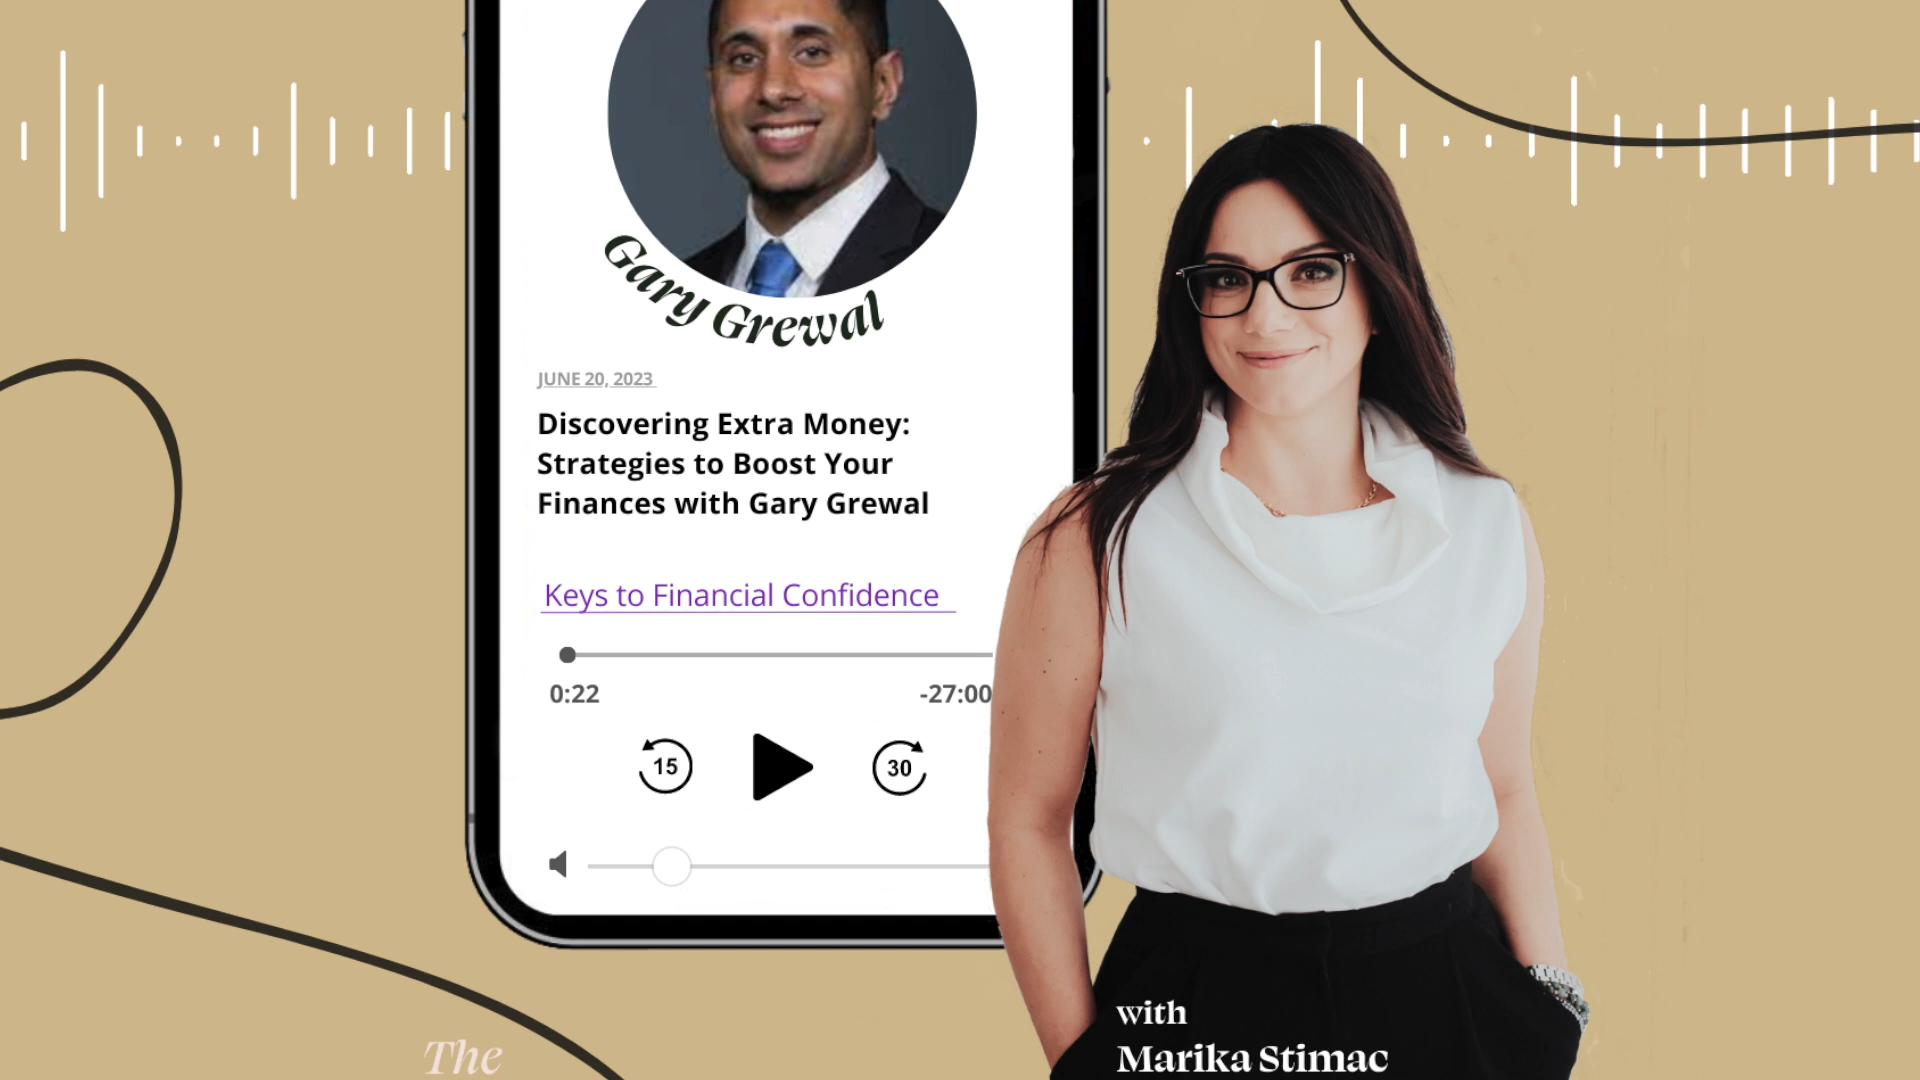 Gary Grewal
JUNE 20, 2023
Discovering Extra Money:
Strategies to Boost Your
Finances with Gary Grewal
Keys to Financial Confidence
0:22
-27:00
15
30
with
Marika Stimac
The